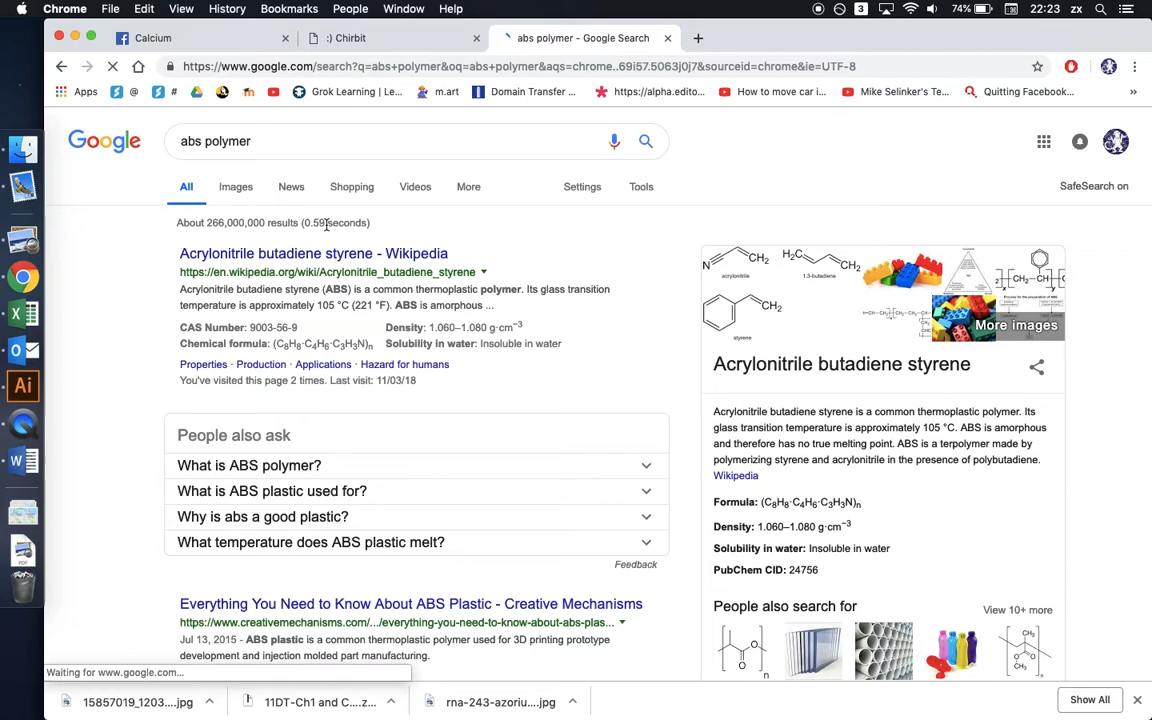 Chrome File Edit View History Bookmarks People Window Help 3 74% 22:23 zx
Calcium :) Chirbit abs polymer - Google Search
https://www.google.com/search?q=abs+polymer&oq=abs+polymer&aqs=chrome..69i57.5063j0j7&sourceid=chrome&ie=UTF-8
Apps @ # Grok Learning | Le... m.art Domain Transfer ... https://alpha.edito... How to move car i... Mike Selinker's Te... Quitting Facebook... »
Google abs polymer
All Images News Shopping Videos More Settings Tools SafeSearch on
About 266,000,000 results (0.59 seconds)
Acrylonitrile butadiene styrene - Wikipedia
https://en.wikipedia.org/wiki/Acrylonitrile_butadiene_styrene
Acrylonitrile butadiene styrene (ABS) is a common thermoplastic polymer. Its glass transition
temperature is approximately 105 °C (221 °F). ABS is amorphous ...
CAS Number: 9003-56-9 Density: 1.060–1.080 g·cm−3
Chemical formula: (C8H8·C4H6·C3H3N)n Solubility in water: Insoluble in water
Properties · Production · Applications · Hazard for humans
You've visited this page 2 times. Last visit: 11/03/18
People also ask
What is ABS polymer?
What is ABS plastic used for?
Why is abs a good plastic?
What temperature does ABS plastic melt?
Feedback
Everything You Need to Know About ABS Plastic - Creative Mechanisms
https://www.creativemechanisms.com/.../everything-you-need-to-know-about-abs-plas...
Jul 13, 2015 - ABS plastic is a common thermoplastic polymer used for 3D printing prototype
development and injection molded part manufacturing.
N CH2 H2C CH2
acrylonitrile 1,3-butadiene
CH2
styrene
More images
Acrylonitrile butadiene styrene
Acrylonitrile butadiene styrene is a common thermoplastic polymer. Its
glass transition temperature is approximately 105 °C. ABS is amorphous
and therefore has no true melting point. ABS is a terpolymer made by
polymerizing styrene and acrylonitrile in the presence of polybutadiene.
Wikipedia
Formula: (C8H8·C4H6·C3H3N)n
Density: 1.060–1.080 g·cm−3
Solubility in water: Insoluble in water
PubChem CID: 24756
People also search for View 10+ more
Waiting for www.google.com...
15857019_1203....jpg 11DT-Ch1 and C....z... rna-243-azoriu....jpg Show All
Ai
PDF